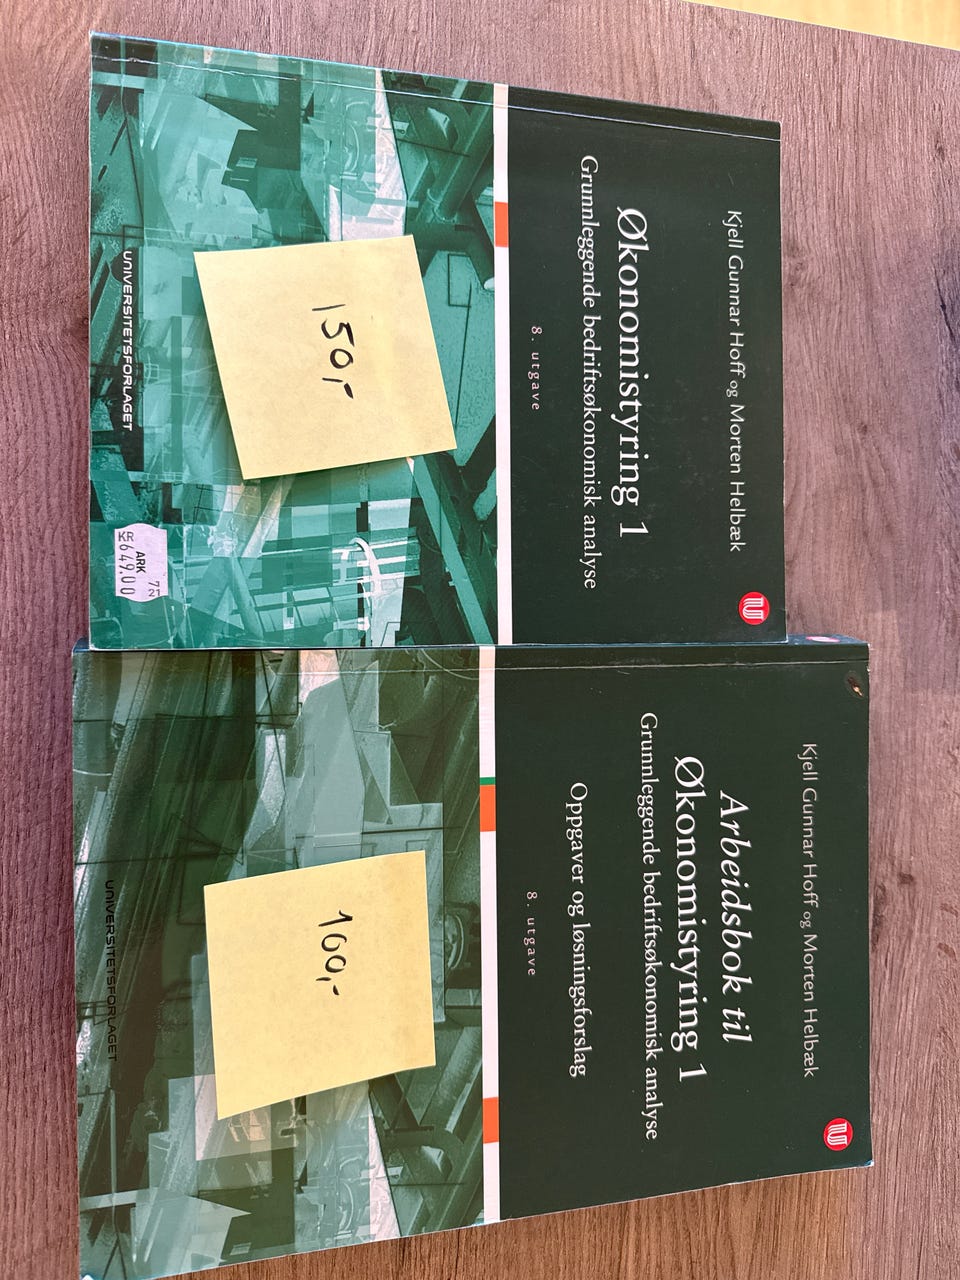 Kjell Gunnar Hoff og Morten Helbæk
Økonomistyring 1
Grunnleggende bedriftsøkonomisk analyse
8. utgave
150,-
UNIVERSITETSFORLAGET
ARK
KR 649.00
Kjell Gunnar Hoff og Morten Helbæk
Arbeidsbok til
Økonomistyring 1
Grunnleggende bedriftsøkonomisk analyse
Oppgaver og løsningsforslag
8. utgave
100,-
UNIVERSITETSFORLAGET